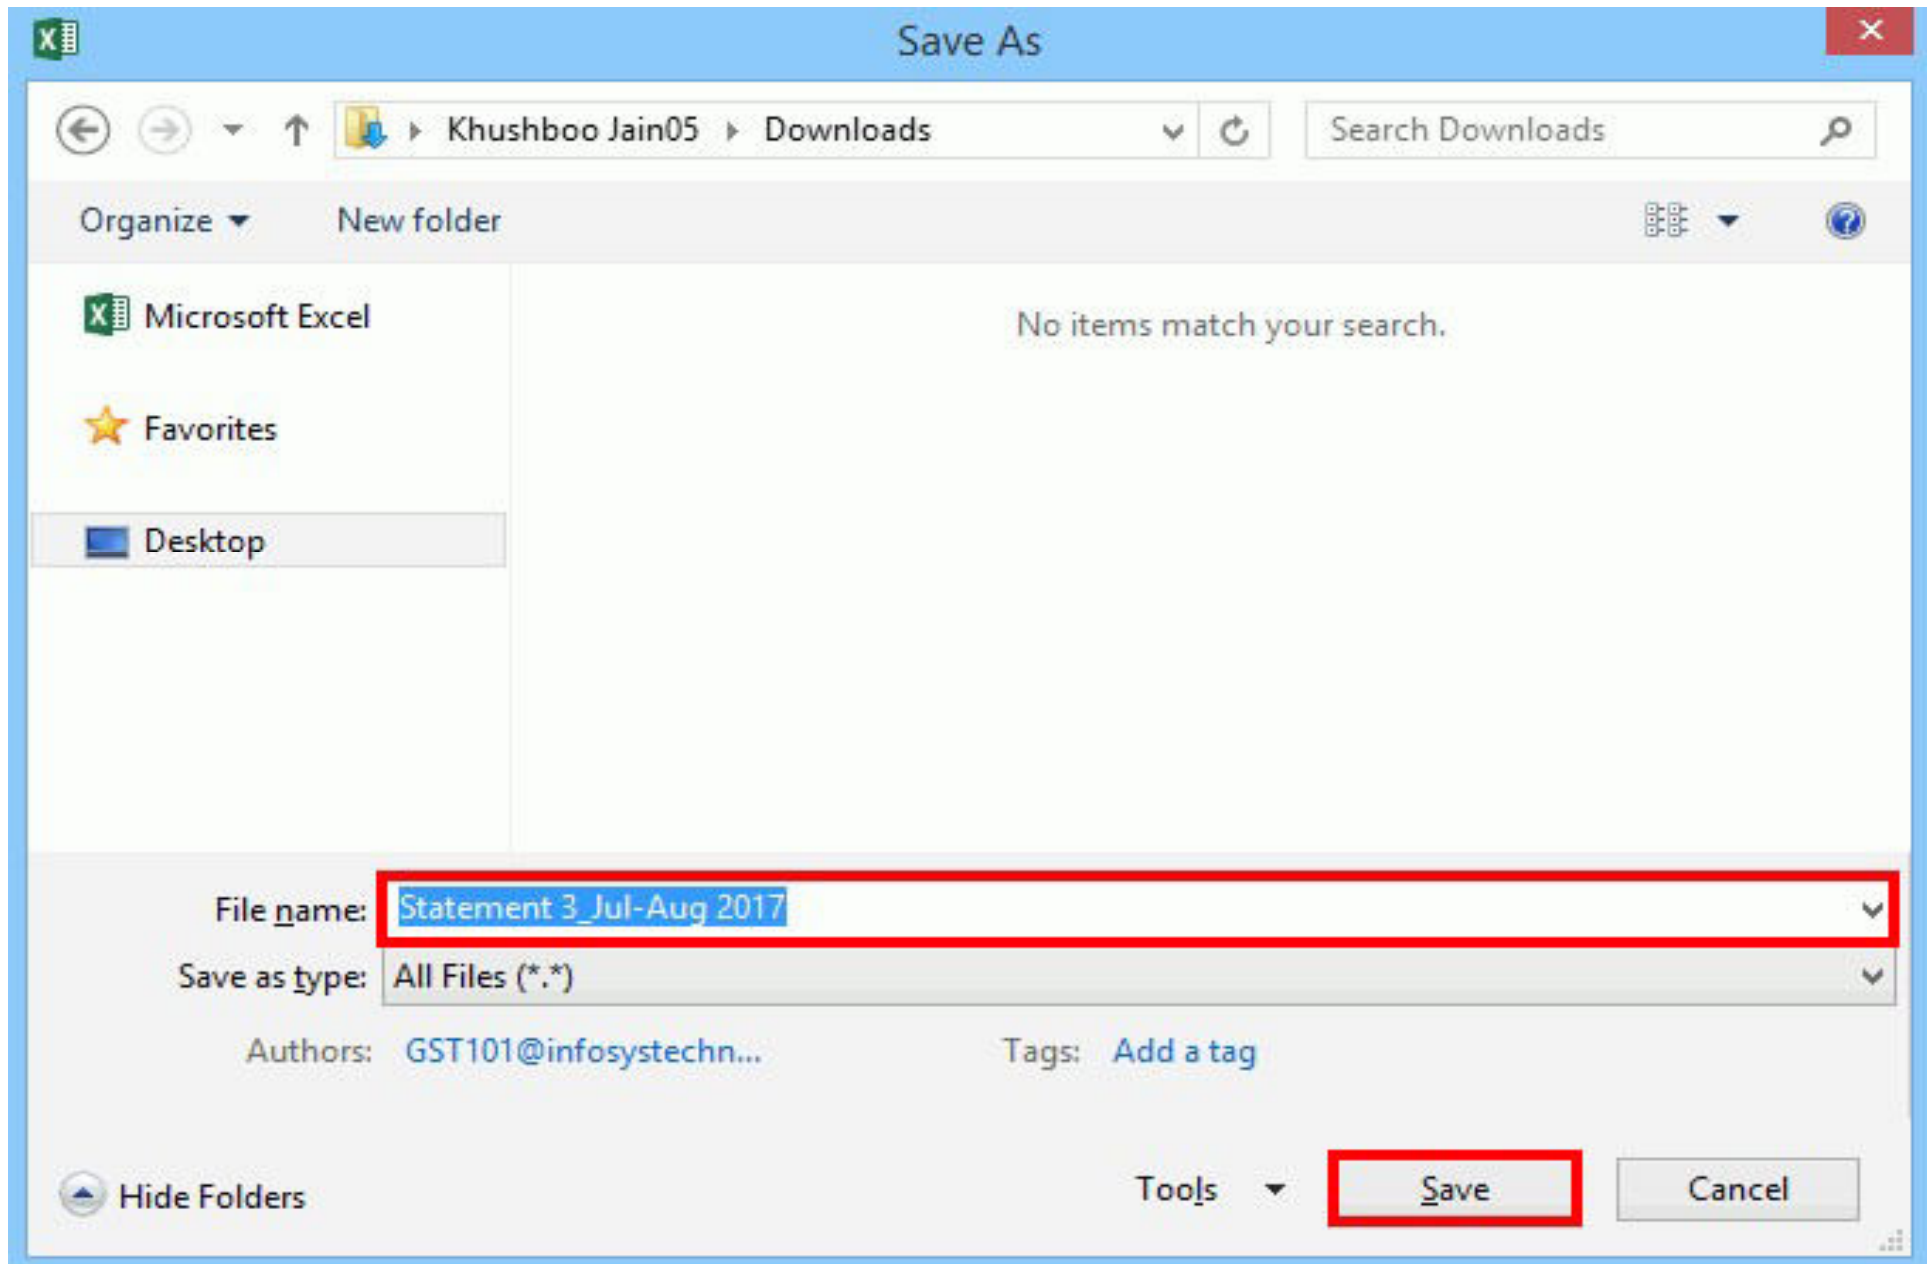 Save As
Khushboo Jain05 Downloads
Search Downloads
Organize
New folder
Microsoft Excel
No items match your search.
Favorites
Desktop
File name: Statement 3_Jul-Aug 2017
Save as type: All Files (*.*)
Authors: GST101@infosystechn...
Tags: Add a tag
Hide Folders
Tools
Save
Cancel